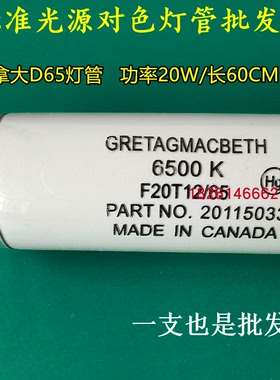 准光源对色灯管批发
拿大D65灯管 功率20W/长60CM
GRETAGMACBETH
6500 K
Hg
F20T12/65
PART NO. 20115033
MADE IN CANADA
一支也是批发